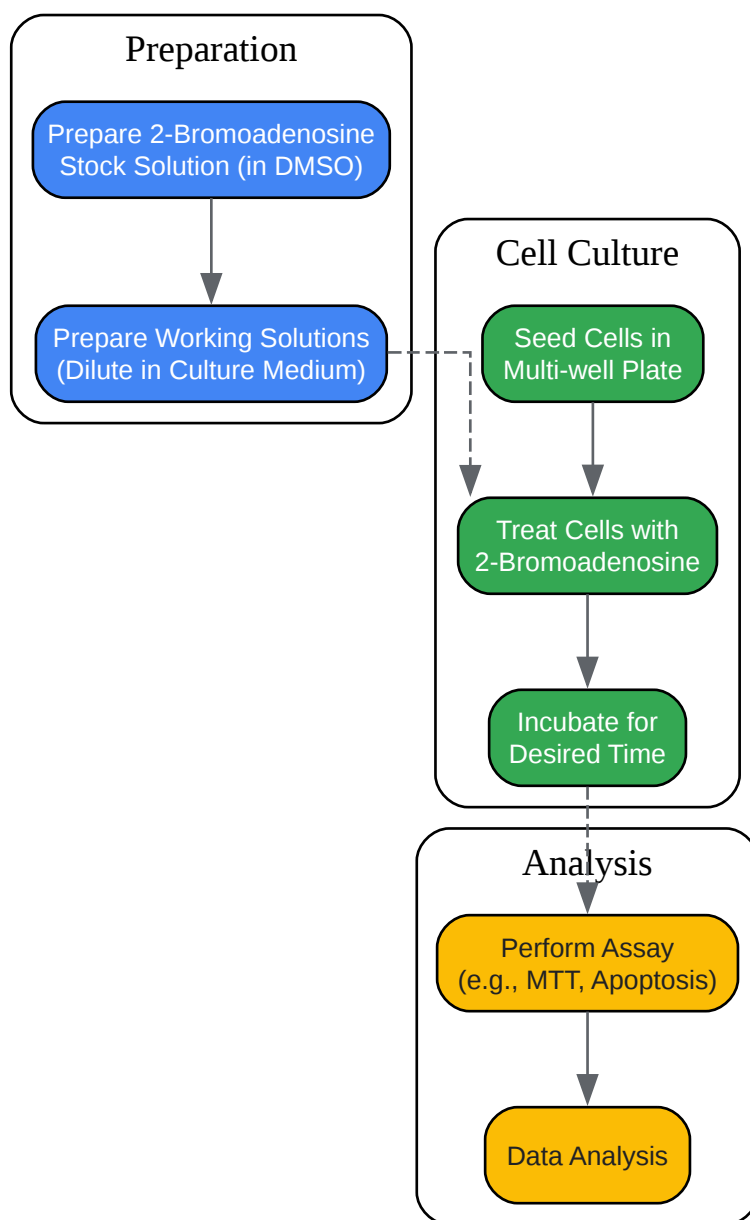 Preparation
Prepare 2-Bromoadenosine
Stock Solution (in DMSO)
Prepare Working Solutions
(Dilute in Culture Medium)
Cell Culture
Seed Cells in
Multi-well Plate
Treat Cells with
2-Bromoadenosine
Incubate for
Desired Time
Analysis
Perform Assay
(e.g., MTT, Apoptosis)
Data Analysis